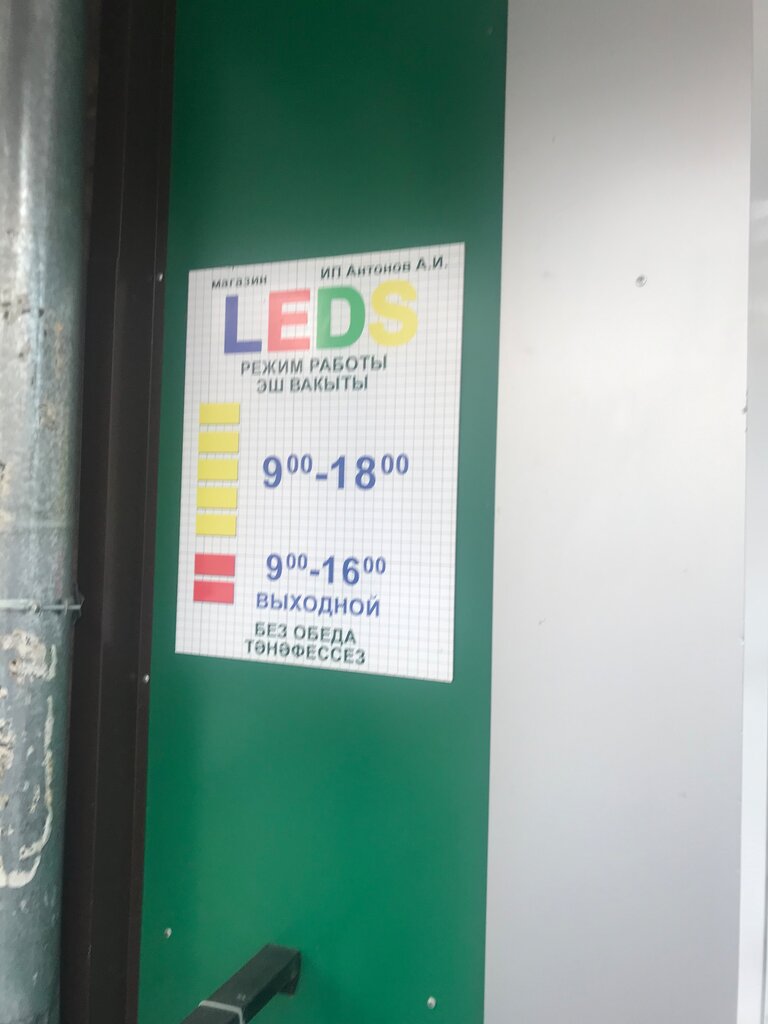 магазин ИП Антонов А.И.
LEDS
РЕЖИМ РАБОТЫ
ЭШ ВАКЫТЫ
9⁰⁰-18⁰⁰
9⁰⁰-16⁰⁰
ВЫХОДНОЙ
БЕЗ ОБЕДА
ТӘНӘФЕССЕЗ